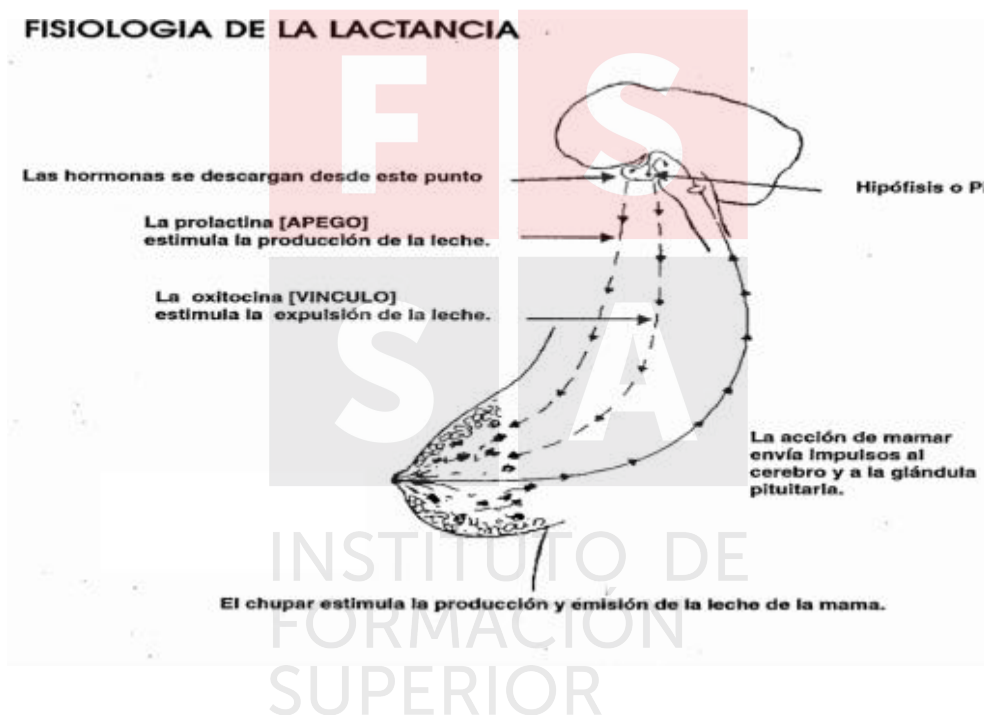 FISIOLOGIA DE LA LACTANCIA
Las hormonas se descargan desde este punto
Hipófisis o
La prolactina [APEGO]
estimula la producción de la leche.
La oxitocina [VINCULO]
estimula la expulsión de la leche.
La acción de mamar
envía impulsos al
cerebro y a la glándula
pituitaria.
El chupar estimula la producción y emisión de la leche de la mama.
F S
S A
INSTITUTO DE
FORMACIÓN
SUPERIOR